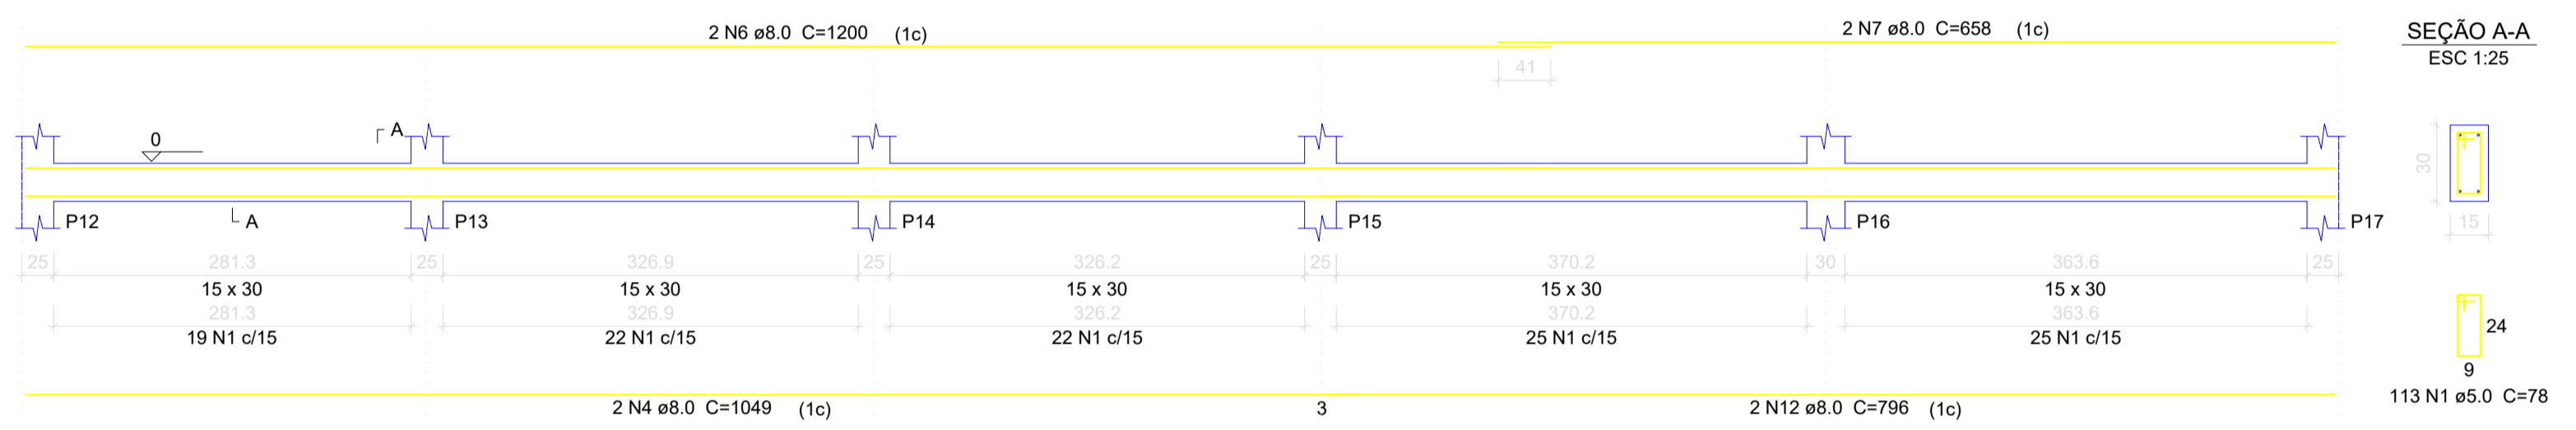 2 N6 ø8.0 C=1200 (1c)
2 N7 ø8.0 C=658 (1c)
SEÇÃO A-A
ESC 1:25
41
A
0
30
A
P12
P13
P14
P15
P16
P17
15
25 281.3 25 326.9 25 326.2 25 370.2 30 363.6 25
15 x 30 15 x 30 15 x 30 15 x 30 15 x 30
281.3 326.9 326.2 370.2 363.6
19 N1 c/15 22 N1 c/15 22 N1 c/15 25 N1 c/15 25 N1 c/15
24
9
113 N1 ø5.0 C=78
2 N4 ø8.0 C=1049 (1c)
3
2 N12 ø8.0 C=796 (1c)